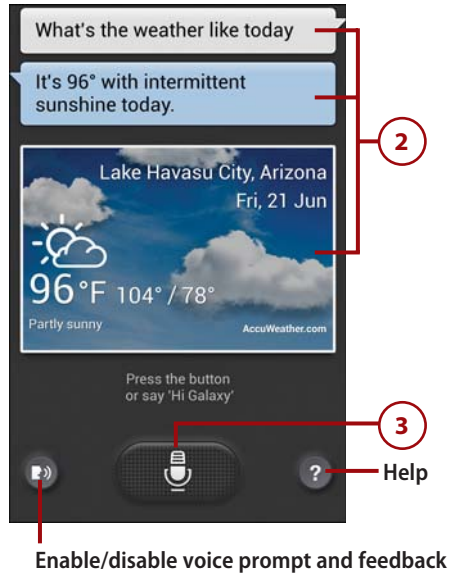 What's the weather like today
It's 96° with intermittent
sunshine today.
2
Lake Havasu City, Arizona
Fri, 21 Jun
96°F 104° / 78°
Partly sunny
AccuWeather.com
Press the button
or say 'Hi Galaxy'
3
?
Help
Enable/disable voice prompt and feedback